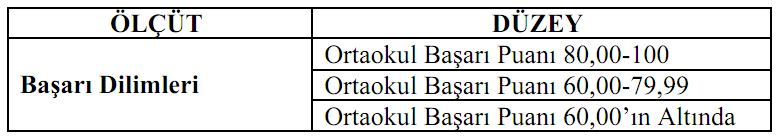 ÖLÇÜT DÜZEY
Ortaokul Başarı Puanı 80,00-100
Başarı Dilimleri Ortaokul Başarı Puanı 60,00-79,99
Ortaokul Başarı Puanı 60,00’ın Altında